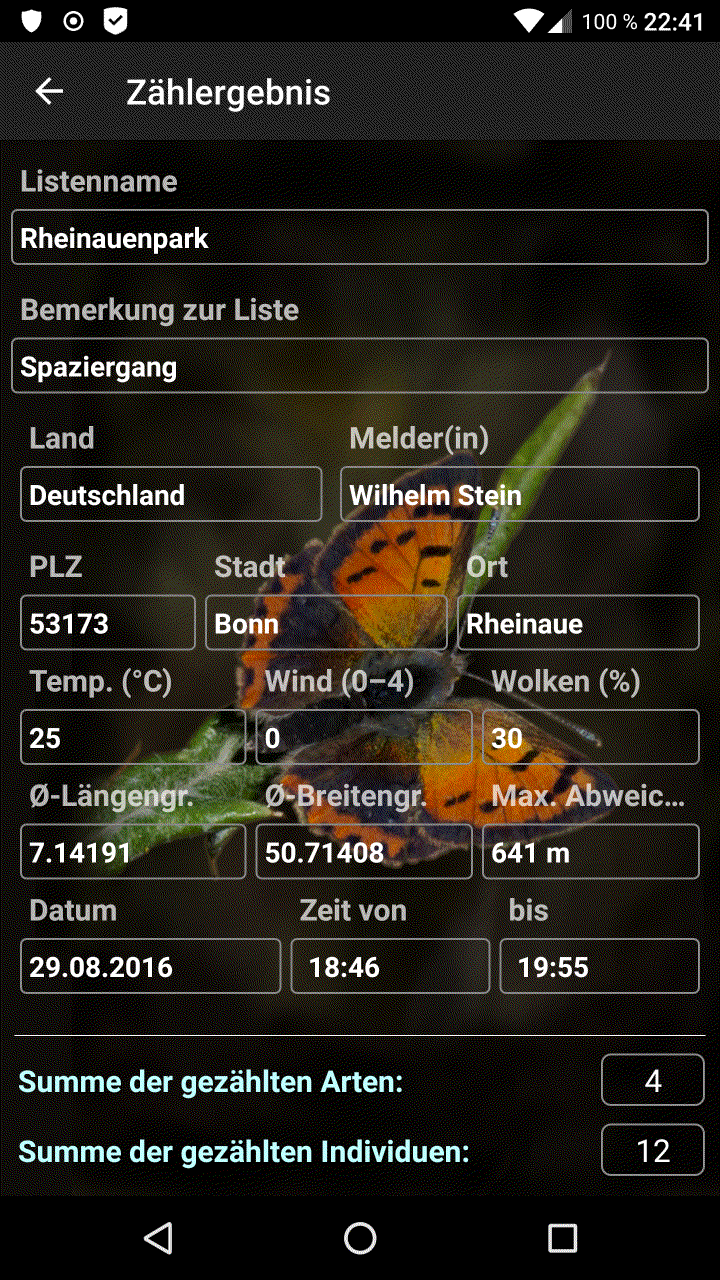 100 % 22:41
Zählergebnis
Listenname
Rheinauenpark
Bemerkung zur Liste
Spaziergang
Land Melder(in)
Deutschland Wilhelm Stein
PLZ Stadt Ort
53173 Bonn Rheinaue
Temp. (°C) Wind (0–4) Wolken (%)
25 0 30
Ø-Längengr. Ø-Breitengr. Max. Abweic...
7.14191 50.71408 641 m
Datum Zeit von bis
29.08.2016 18:46 19:55
Summe der gezählten Arten: 4
Summe der gezählten Individuen: 12